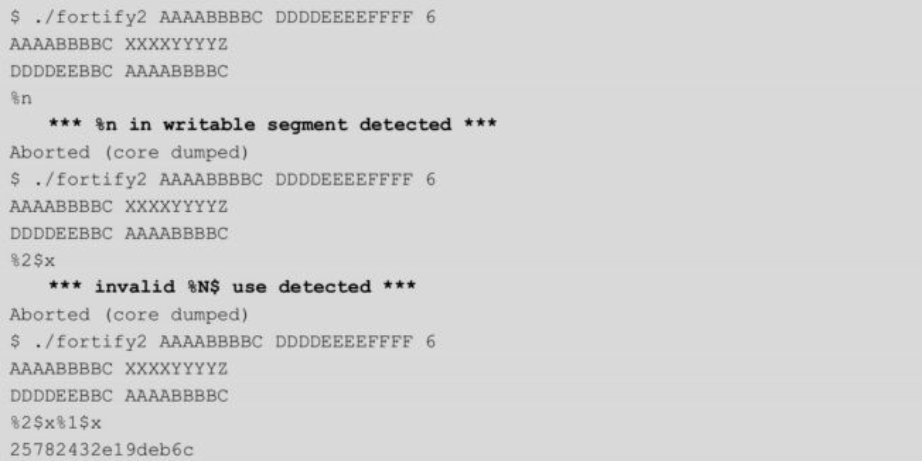 $ ./fortify2 AAAABBBBC DDDDEEEEFFFF 6
AAAABBBBC XXXXYYYYZ
DDDDEEBBC AAAABBBBC
%n
*** %n in writable segment detected ***
Aborted (core dumped)
$ ./fortify2 AAAABBBBC DDDDEEEEFFFF 6
AAAABBBBC XXXXYYYYZ
DDDDEEBBC AAAABBBBC
%2$x
*** invalid %N$ use detected ***
Aborted (core dumped)
$ ./fortify2 AAAABBBBC DDDDEEEEFFFF 6
AAAABBBBC XXXXYYYYZ
DDDDEEBBC AAAABBBBC
%2$x%1$x
25782432e19deb6c